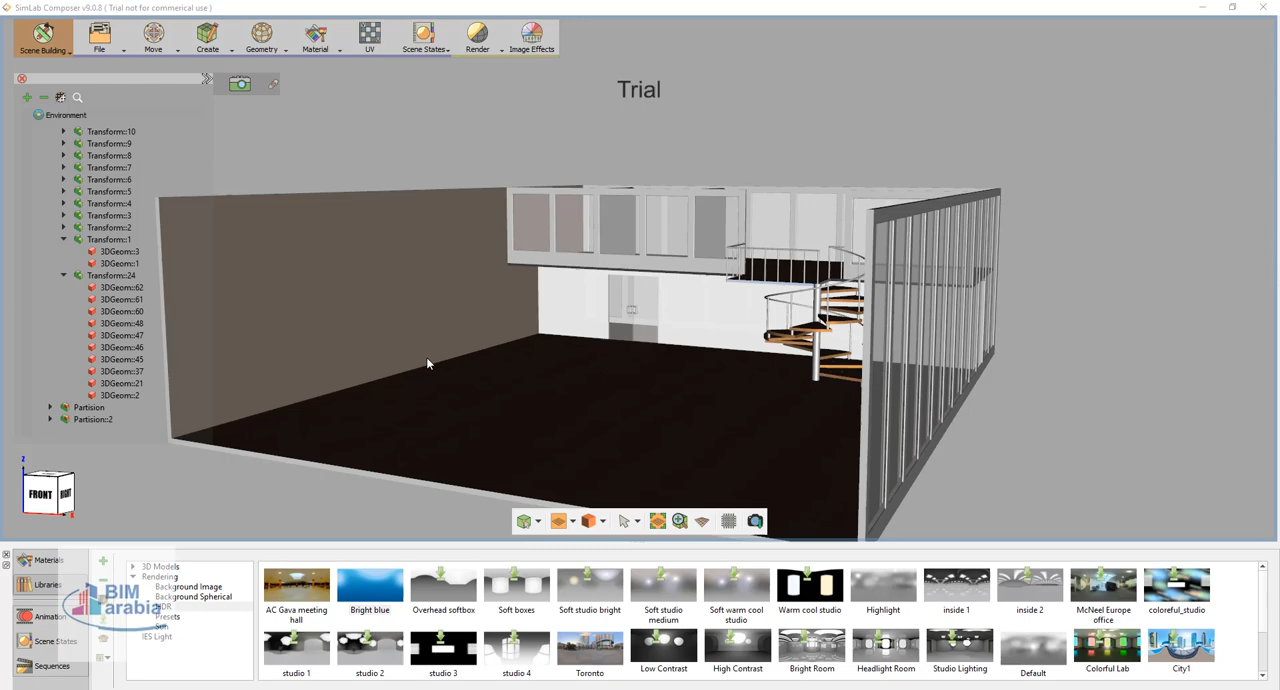 SimLab Composer v9.0.8 ( Trial not for commerical use )
Scene Building
File
Move
Create
Geometry
Material
UV
Scene States
Render
Image Effects
Trial
Environment
Transform::10
Transform::9
Transform::8
Transform::7
Transform::6
Transform::5
Transform::4
Transform::3
Transform::2
Transform::1
3DGeom::3
3DGeom::1
Transform::24
3DGeom::62
3DGeom::61
3DGeom::60
3DGeom::48
3DGeom::47
3DGeom::46
3DGeom::45
3DGeom::37
3DGeom::21
3DGeom::2
Partision
Partision::2
Z
FRONT
RIGHT
X
Materials
Libraries
Animation
Scene States
Sequences
BIM
arabia
3D Models
Rendering
Background Image
Background Spherical
HDR
Presets
Sun
IES Light
AC Gava meeting hall
Bright blue
Overhead softbox
Soft boxes
Soft studio bright
Soft studio medium
Soft warm cool studio
Warm cool studio
Highlight
inside 1
inside 2
McNeel Europe office
coloreful_studio
studio 1
studio 2
studio 3
studio 4
Toronto
Low Contrast
High Contrast
Bright Room
Headlight Room
Studio Lighting
Default
Colorful Lab
City1